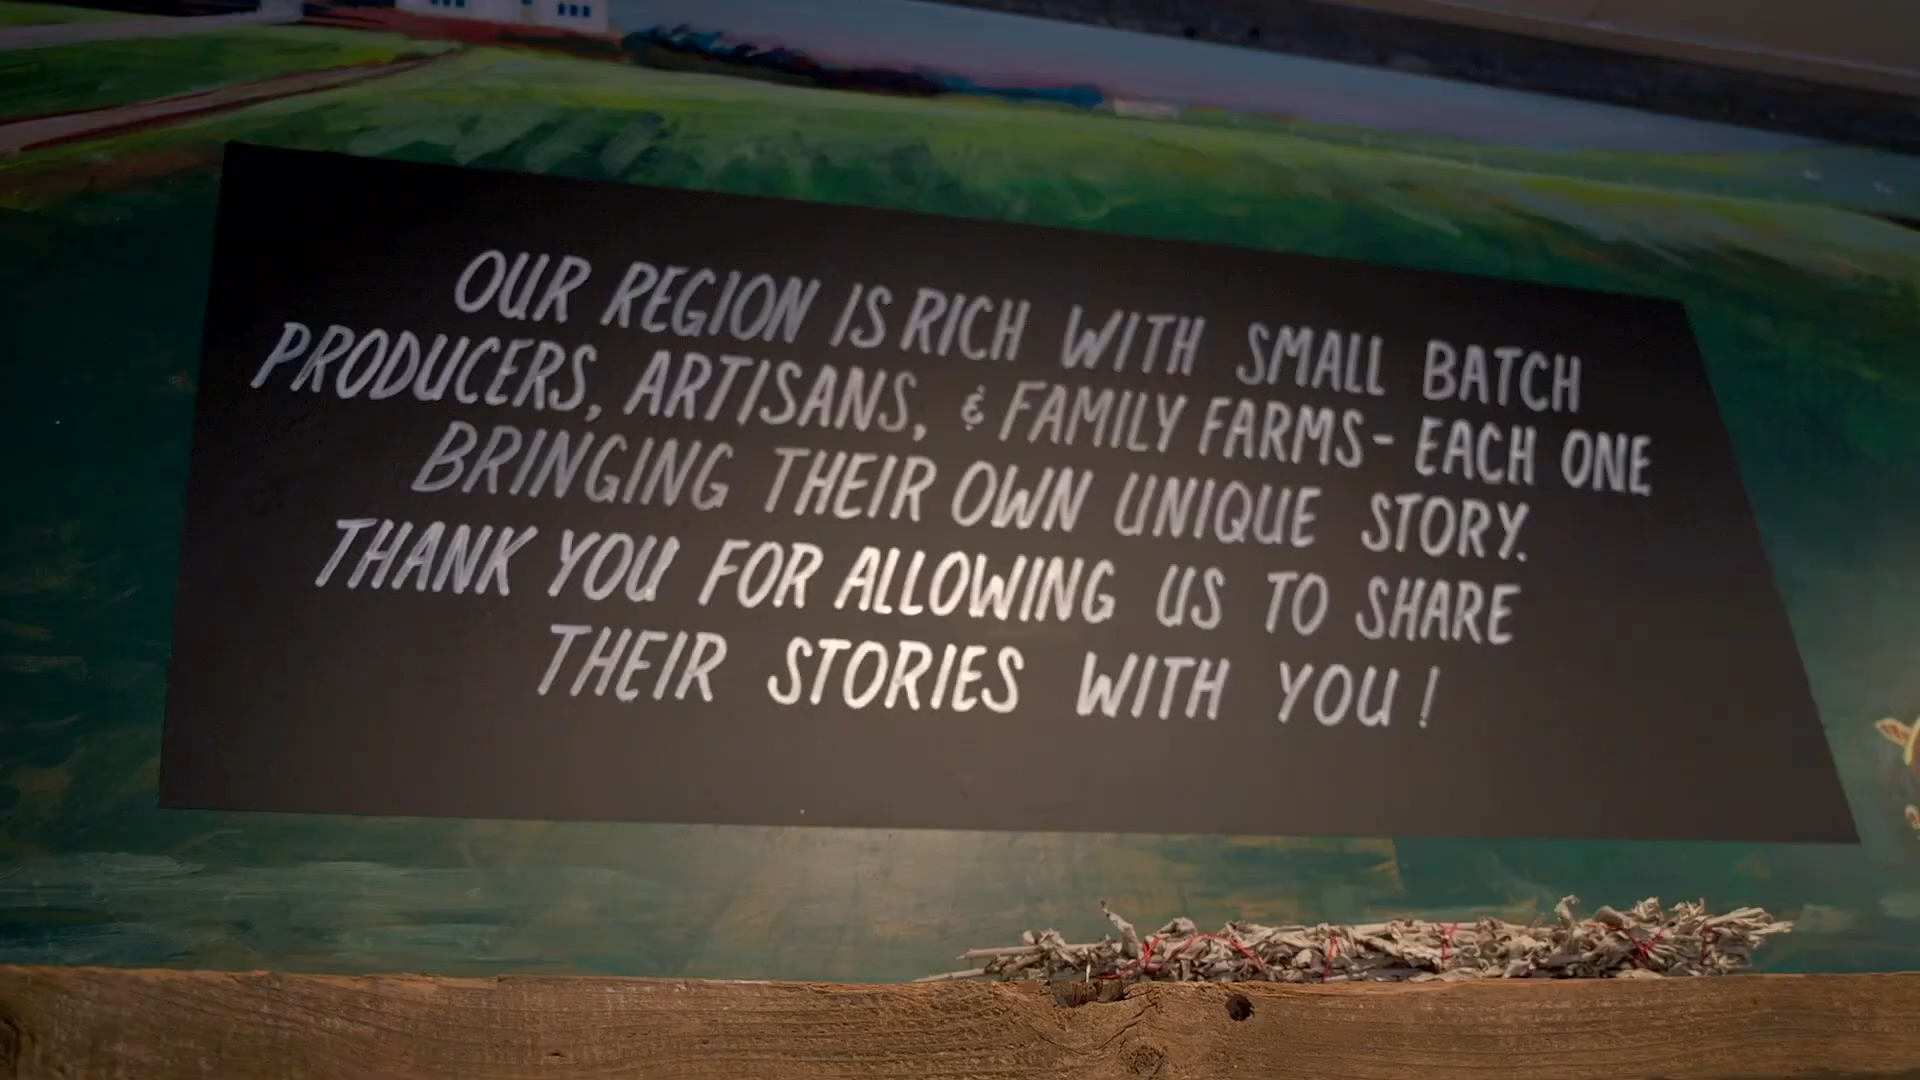 OUR REGION IS RICH WITH SMALL BATCH
PRODUCERS, ARTISANS, & FAMILY FARMS- EACH ONE
BRINGING THEIR OWN UNIQUE STORY.
THANK YOU FOR ALLOWING US TO SHARE
THEIR STORIES WITH YOU!